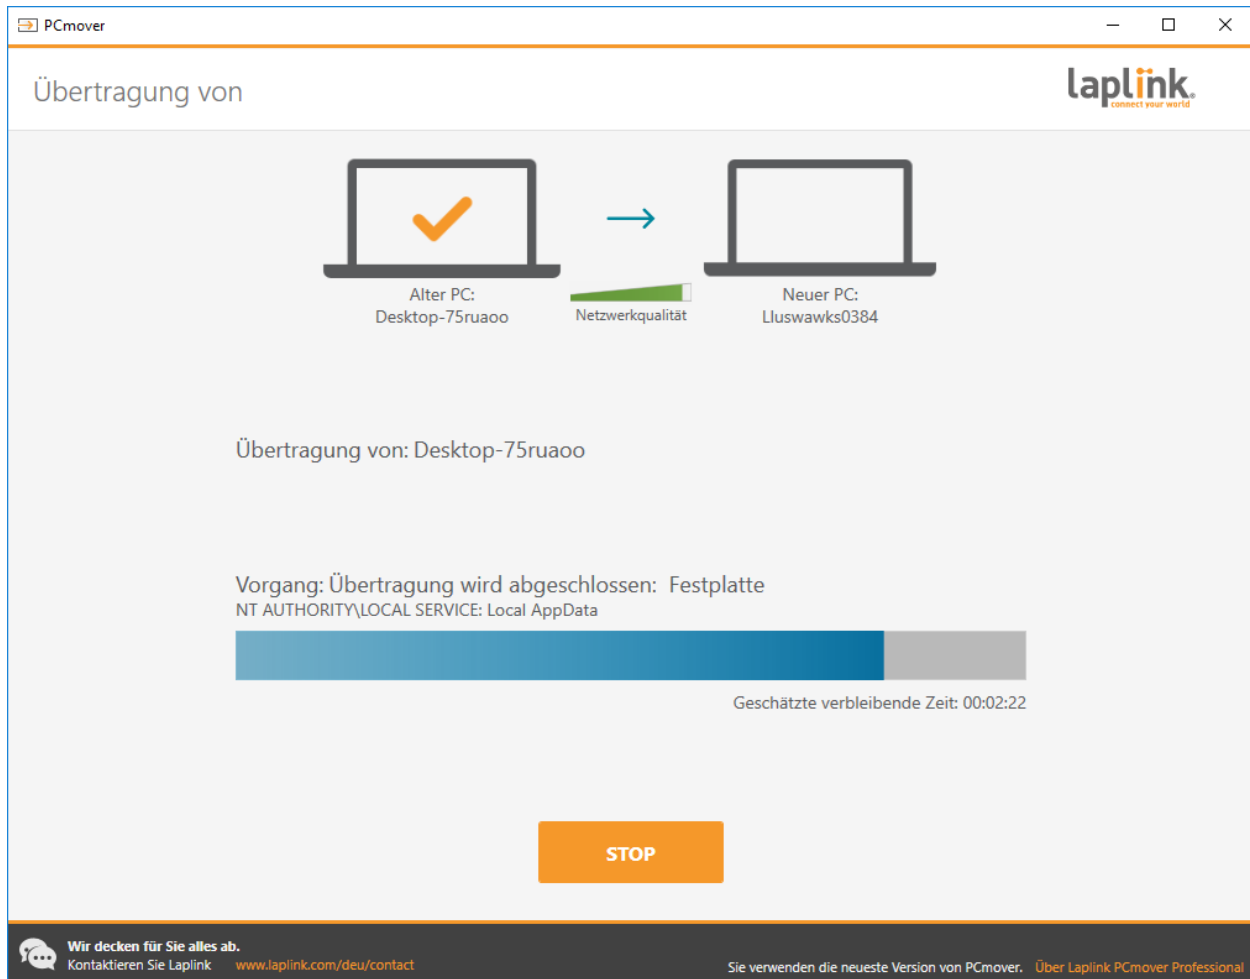 PCmover
Übertragung von
laplink®
connect your world
Alter PC:
Desktop-75ruaoo
Netzwerkqualität
Neuer PC:
Lluswawks0384
Übertragung von: Desktop-75ruaoo
Vorgang: Übertragung wird abgeschlossen: Festplatte
NT AUTHORITY\LOCAL SERVICE: Local AppData
Geschätzte verbleibende Zeit: 00:02:22
STOP
Wir decken für Sie alles ab.
Kontaktieren Sie Laplink www.laplink.com/deu/contact
Sie verwenden die neueste Version von PCmover. Über Laplink PCmover Professional